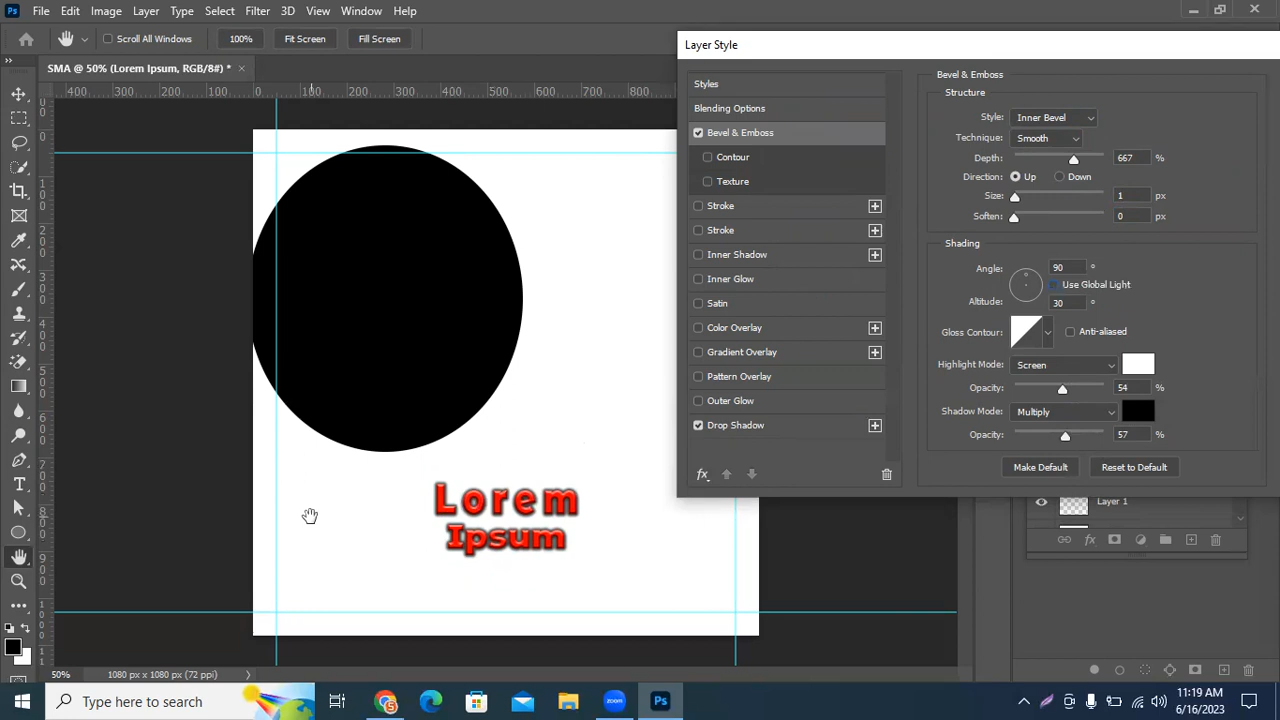 Ps File Edit Image Layer Type Select Filter 3D View Window Help
Scroll All Windows 100% Fit Screen Fill Screen
SMA @ 50% (Lorem Ipsum, RGB/8#) * ×
400 300 200 100 0 100 200 300 400 500 600 700 800
Layer Style
Styles
Blending Options
Bevel & Emboss
Contour
Texture
Stroke
Stroke
Inner Shadow
Inner Glow
Satin
Color Overlay
Gradient Overlay
Pattern Overlay
Outer Glow
Drop Shadow
fx
Bevel & Emboss
Structure
Style: Inner Bevel
Technique: Smooth
Depth: 667 %
Direction: Up Down
Size: 1 px
Soften: 0 px
Shading
Angle: 90 °
Use Global Light
Altitude: 30 °
Gloss Contour: Anti-aliased
Highlight Mode: Screen
Opacity: 54 %
Shadow Mode: Multiply
Opacity: 57 %
Make Default Reset to Default
Layer 1
fx
Lorem
Ipsum
50% 1080 px x 1080 px (72 ppi)
Type here to search
Ps
11:19 AM
6/16/2023